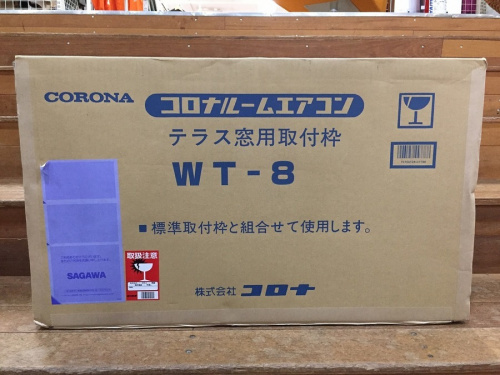 CORONA
コロナルームエアコン
テラス窓用取付枠
WT-8
■標準取付枠と組合せて使用します。
取扱注意
SAGAWA
株式会社 コロナ